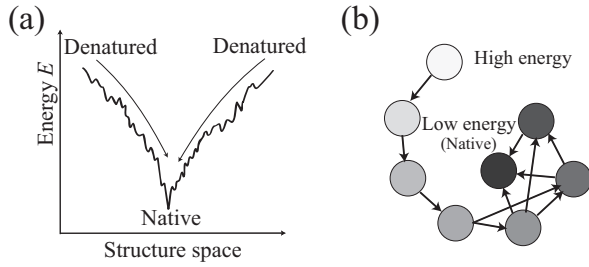 (a)
Denatured
Denatured
Energy E
Native
Structure space
(b)
High energy
Low energy
(Native)